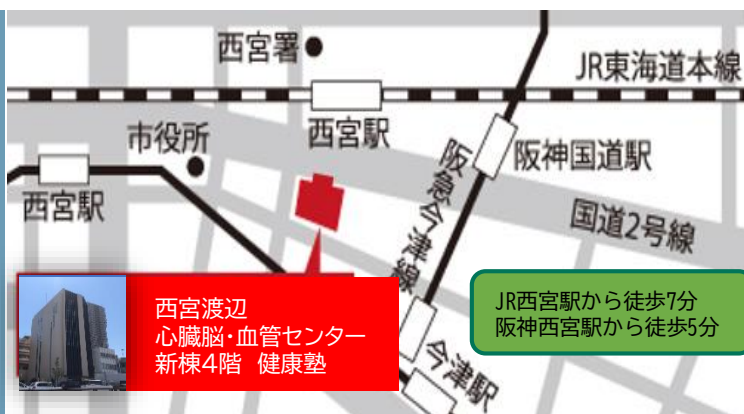 西宮署
JR東海道本線
西宮駅
市役所
阪神国道駅
西宮駅
阪急今津線
国道2号線
西宮渡辺
心臓脳・血管センター
新棟4階 健康塾
JR西宮駅から徒歩7分
阪神西宮駅から徒歩5分
今津駅